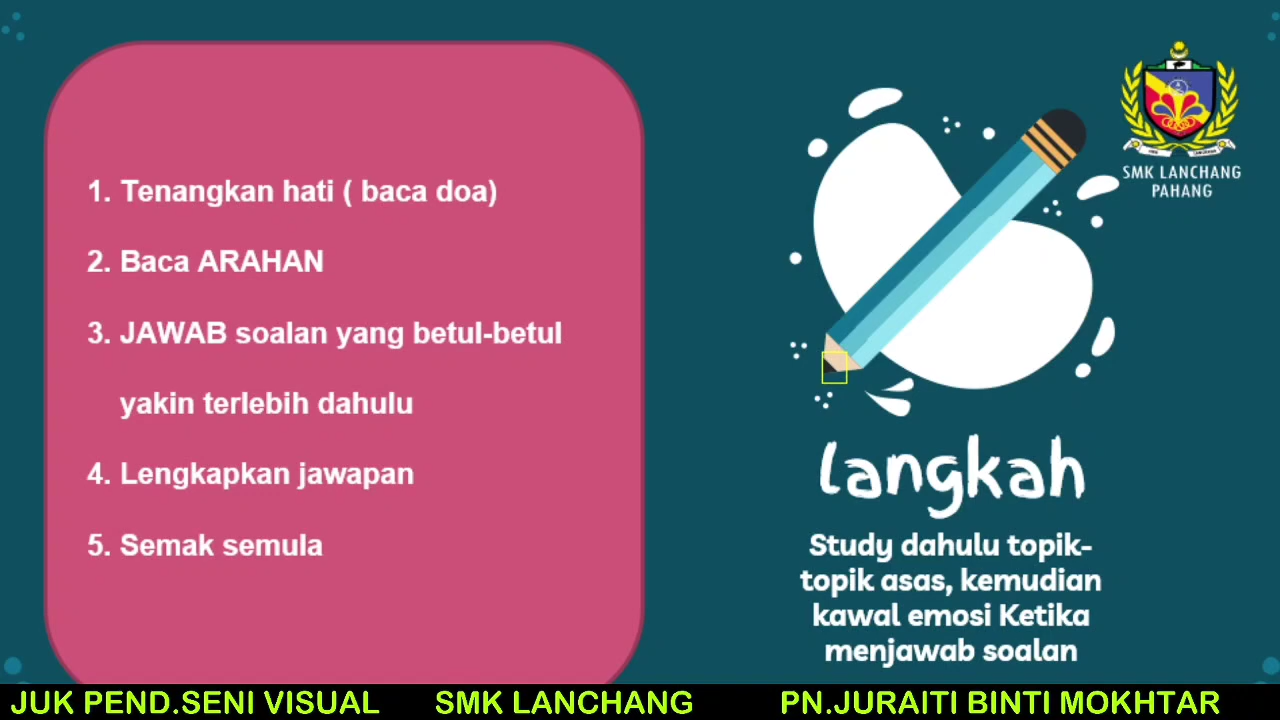 1. Tenangkan hati ( baca doa)
2. Baca ARAHAN
3. JAWAB soalan yang betul-betul
yakin terlebih dahulu
4. Lengkapkan jawapan
5. Semak semula
SMK LANCHANG
PAHANG
Langkah
Study dahulu topik-
topik asas, kemudian
kawal emosi Ketika
menjawab soalan
JUK PEND.SENI VISUAL SMK LANCHANG PN.JURAITI BINTI MOKHTAR